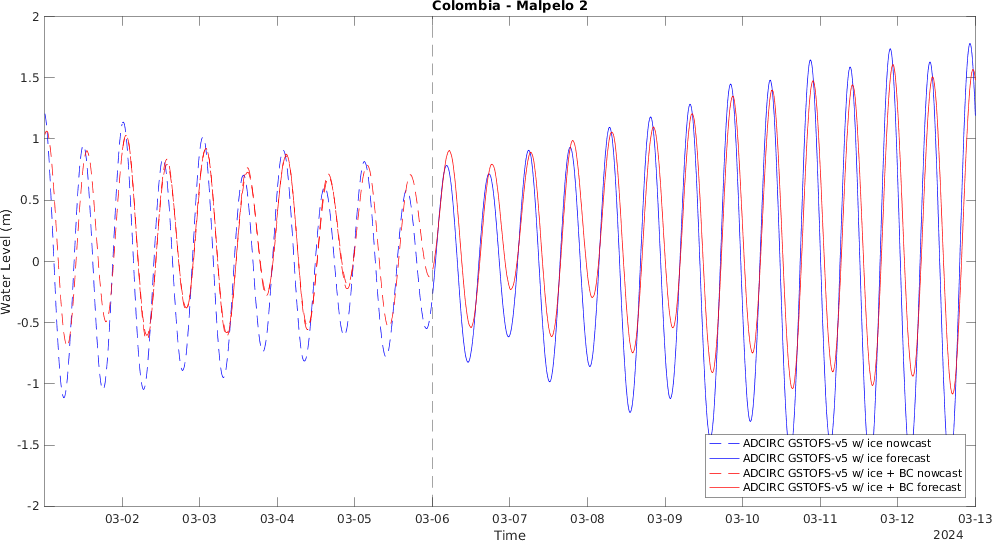 Colombia - Malpelo 2
Water Level (m)
2
1.5
1
0.5
0
-0.5
-1
-1.5
-2
ADCIRC GSTOFS-v5 w/ ice nowcast
ADCIRC GSTOFS-v5 w/ ice forecast
ADCIRC GSTOFS-v5 w/ ice + BC nowcast
ADCIRC GSTOFS-v5 w/ ice + BC forecast
03-02 03-03 03-04 03-05 03-06 03-07 03-08 03-09 03-10 03-11 03-12 03-13
Time
2024